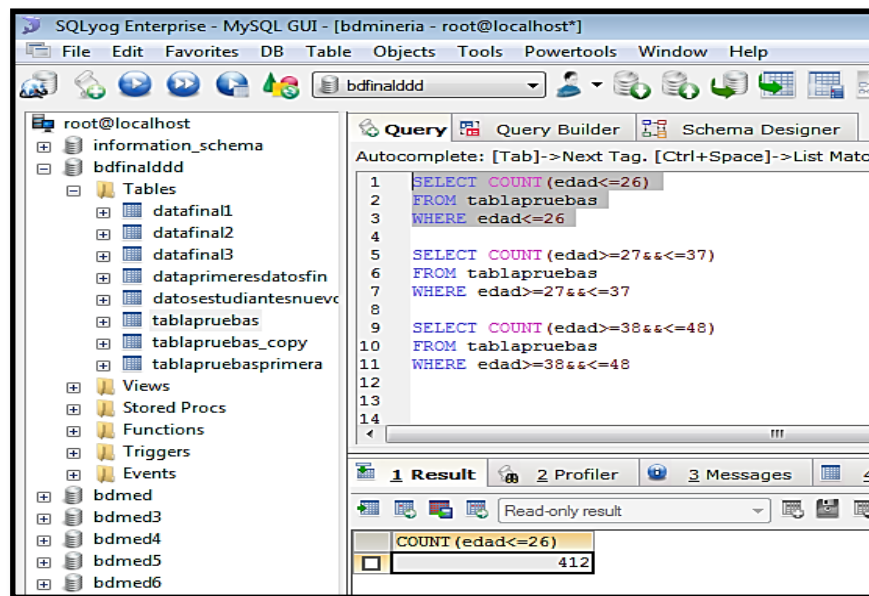 SQLyog Enterprise - MySQL GUI - [bdmineria - root@localhost*]
File Edit Favorites DB Table Objects Tools Powertools Window Help
bdfinalddd
root@localhost
information_schema
bdfinalddd
Tables
datafinal1
datafinal2
datafinal3
dataprimeresdatosfin
datosestudiantesnuevo
tablapruebas
tablapruebas_copy
tablapruebasprimera
Views
Stored Procs
Functions
Triggers
Events
bdmed
bdmed3
bdmed4
bdmed5
bdmed6
Query Query Builder Schema Designer
Autocomplete: [Tab]->Next Tag. [Ctrl+Space]->List Matc
1 SELECT COUNT(edad<=26)
2 FROM tablapruebas
3 WHERE edad<=26
4
5 SELECT COUNT(edad>=27&&<=37)
6 FROM tablapruebas
7 WHERE edad>=27&&<=37
8
9 SELECT COUNT(edad>=38&&<=48)
10 FROM tablapruebas
11 WHERE edad>=38&&<=48
12
13
14
1 Result 2 Profiler 3 Messages 4
Read-only result
COUNT(edad<=26)
412